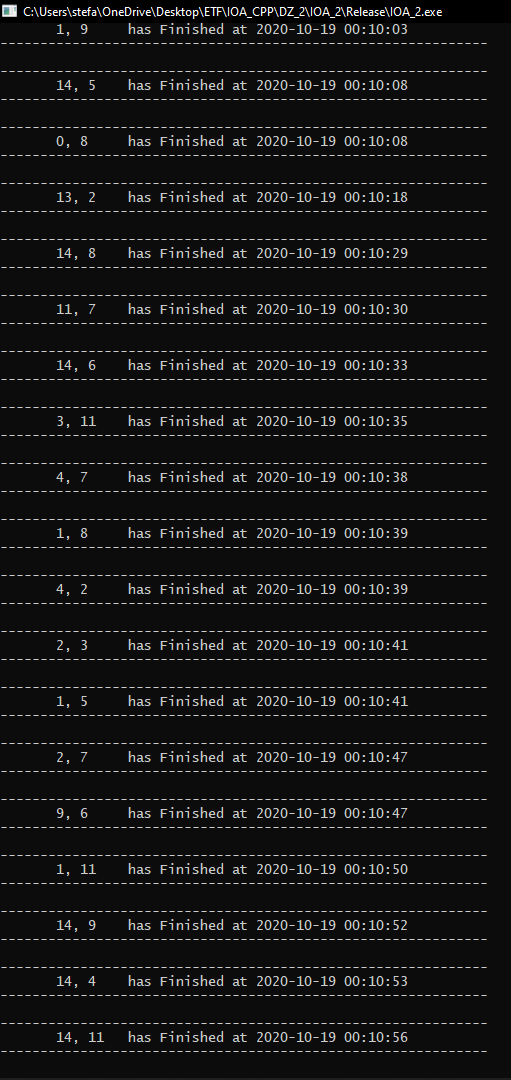 C:\Users\stefa\OneDrive\Desktop\ETF\IOA_CPP\DZ_2\IOA_2\Release\IOA_2.exe
1, 9 has Finished at 2020-10-19 00:10:03
------------------------------------------------------
------------------------------------------------------
14, 5 has Finished at 2020-10-19 00:10:08
------------------------------------------------------
------------------------------------------------------
0, 8 has Finished at 2020-10-19 00:10:08
------------------------------------------------------
------------------------------------------------------
13, 2 has Finished at 2020-10-19 00:10:18
------------------------------------------------------
------------------------------------------------------
14, 8 has Finished at 2020-10-19 00:10:29
------------------------------------------------------
------------------------------------------------------
11, 7 has Finished at 2020-10-19 00:10:30
------------------------------------------------------
------------------------------------------------------
14, 6 has Finished at 2020-10-19 00:10:33
------------------------------------------------------
------------------------------------------------------
3, 11 has Finished at 2020-10-19 00:10:35
------------------------------------------------------
------------------------------------------------------
4, 7 has Finished at 2020-10-19 00:10:38
------------------------------------------------------
------------------------------------------------------
1, 8 has Finished at 2020-10-19 00:10:39
------------------------------------------------------
------------------------------------------------------
4, 2 has Finished at 2020-10-19 00:10:39
------------------------------------------------------
------------------------------------------------------
2, 3 has Finished at 2020-10-19 00:10:41
------------------------------------------------------
------------------------------------------------------
1, 5 has Finished at 2020-10-19 00:10:41
------------------------------------------------------
------------------------------------------------------
2, 7 has Finished at 2020-10-19 00:10:47
------------------------------------------------------
------------------------------------------------------
9, 6 has Finished at 2020-10-19 00:10:47
------------------------------------------------------
------------------------------------------------------
1, 11 has Finished at 2020-10-19 00:10:50
------------------------------------------------------
------------------------------------------------------
14, 9 has Finished at 2020-10-19 00:10:52
------------------------------------------------------
------------------------------------------------------
14, 4 has Finished at 2020-10-19 00:10:53
------------------------------------------------------
------------------------------------------------------
14, 11 has Finished at 2020-10-19 00:10:56
------------------------------------------------------